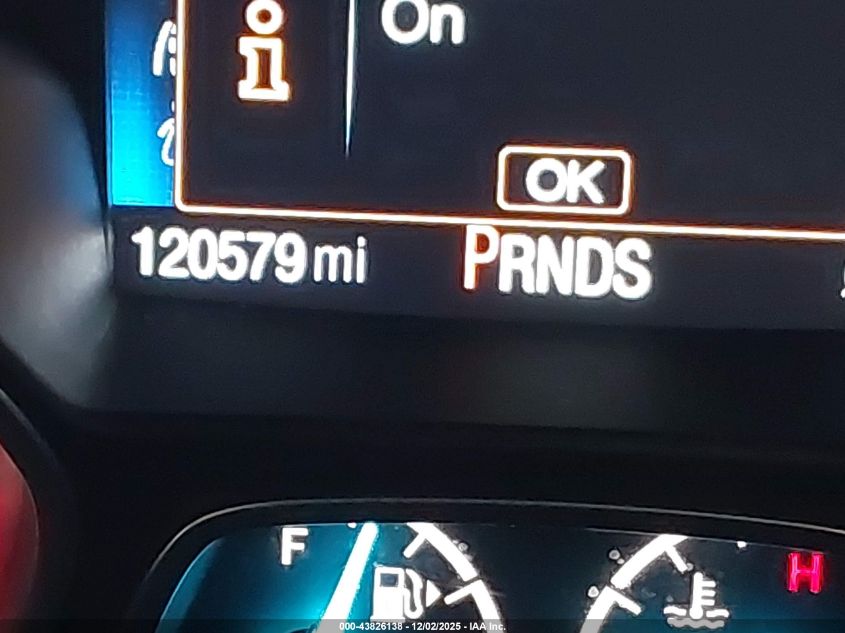 On
OK
120579 mi PRNDS
F H
000-43826138 - 12/02/2025 - IAA Inc.